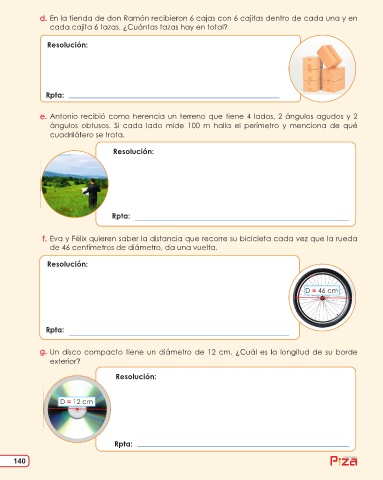 d. En la tienda de don Ramón recibieron 6 cajas con 6 cajitas dentro de cada una y en
cada cajita 6 tazas. ¿Cuántas tazas hay en total?
Resolución:
Rpta:
e. Antonio recibió como herencia un terreno que tiene 4 lados, 2 ángulos agudos y 2
ángulos obtusos. Si cada lado mide 100 m halla el perímetro y menciona de qué
cuadrilátero se trata.
Resolución:
Rpta:
f. Eva y Félix quieren saber la distancia que recorre su bicicleta cada vez que la rueda
de 46 centímetros de diámetro, da una vuelta.
Resolución:
D = 46 cm
Rpta:
g. Un disco compacto tiene un diámetro de 12 cm. ¿Cuál es la longitud de su borde
exterior?
Resolución:
D = 12 cm
Rpta:
140